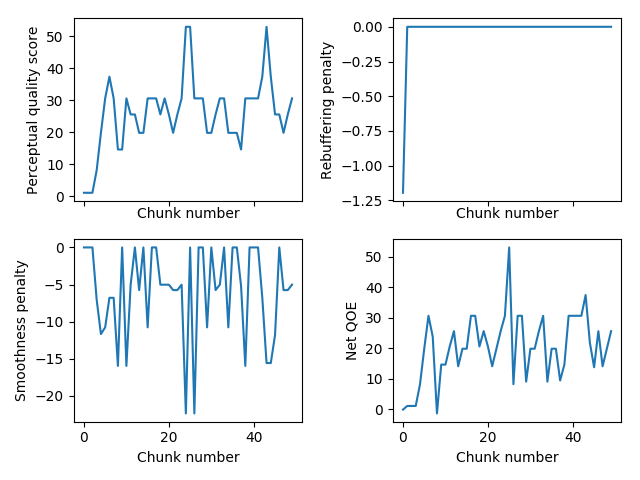 Perceptual quality score
50
40
30
20
10
0
Chunk number
Rebuffering penalty
0.00
−0.25
−0.50
−0.75
−1.00
−1.25
Chunk number
Smoothness penalty
0
−5
−10
−15
−20
0 20 40
Chunk number
Net QOE
50
40
30
20
10
0
0 20 40
Chunk number